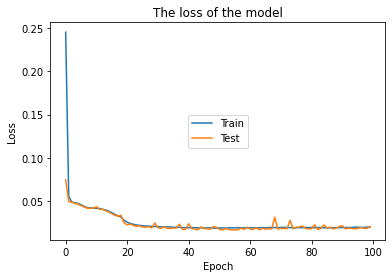 The loss of the model
0.25
0.20
0.15
0.10
0.05
Loss
Train
Test
0 20 40 60 80 100
Epoch